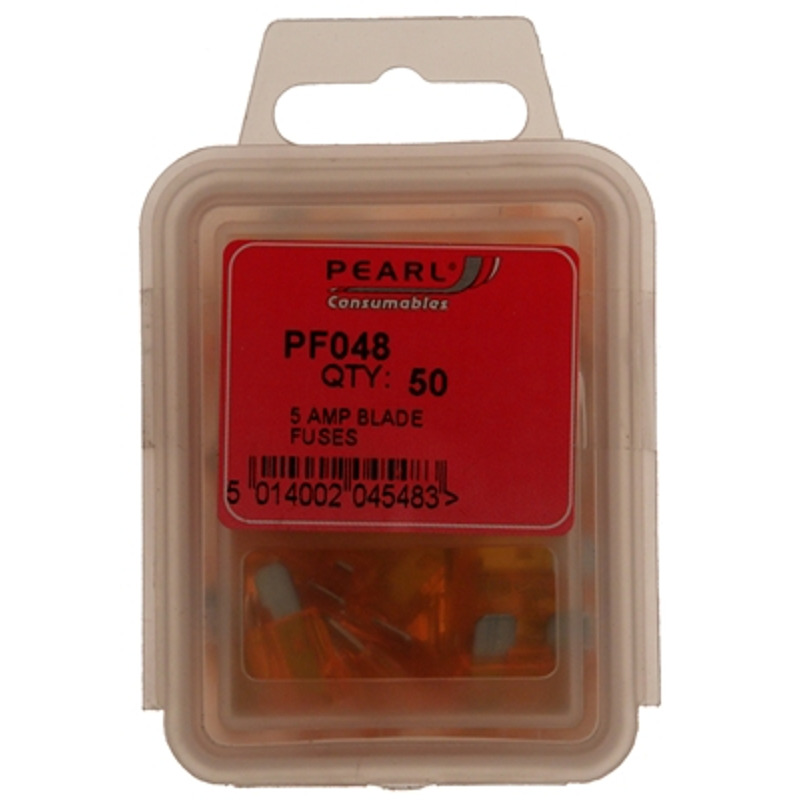 PEARL®
Consumables
PF048
QTY: 50
5 AMP BLADE
FUSES
5 014002 045483>